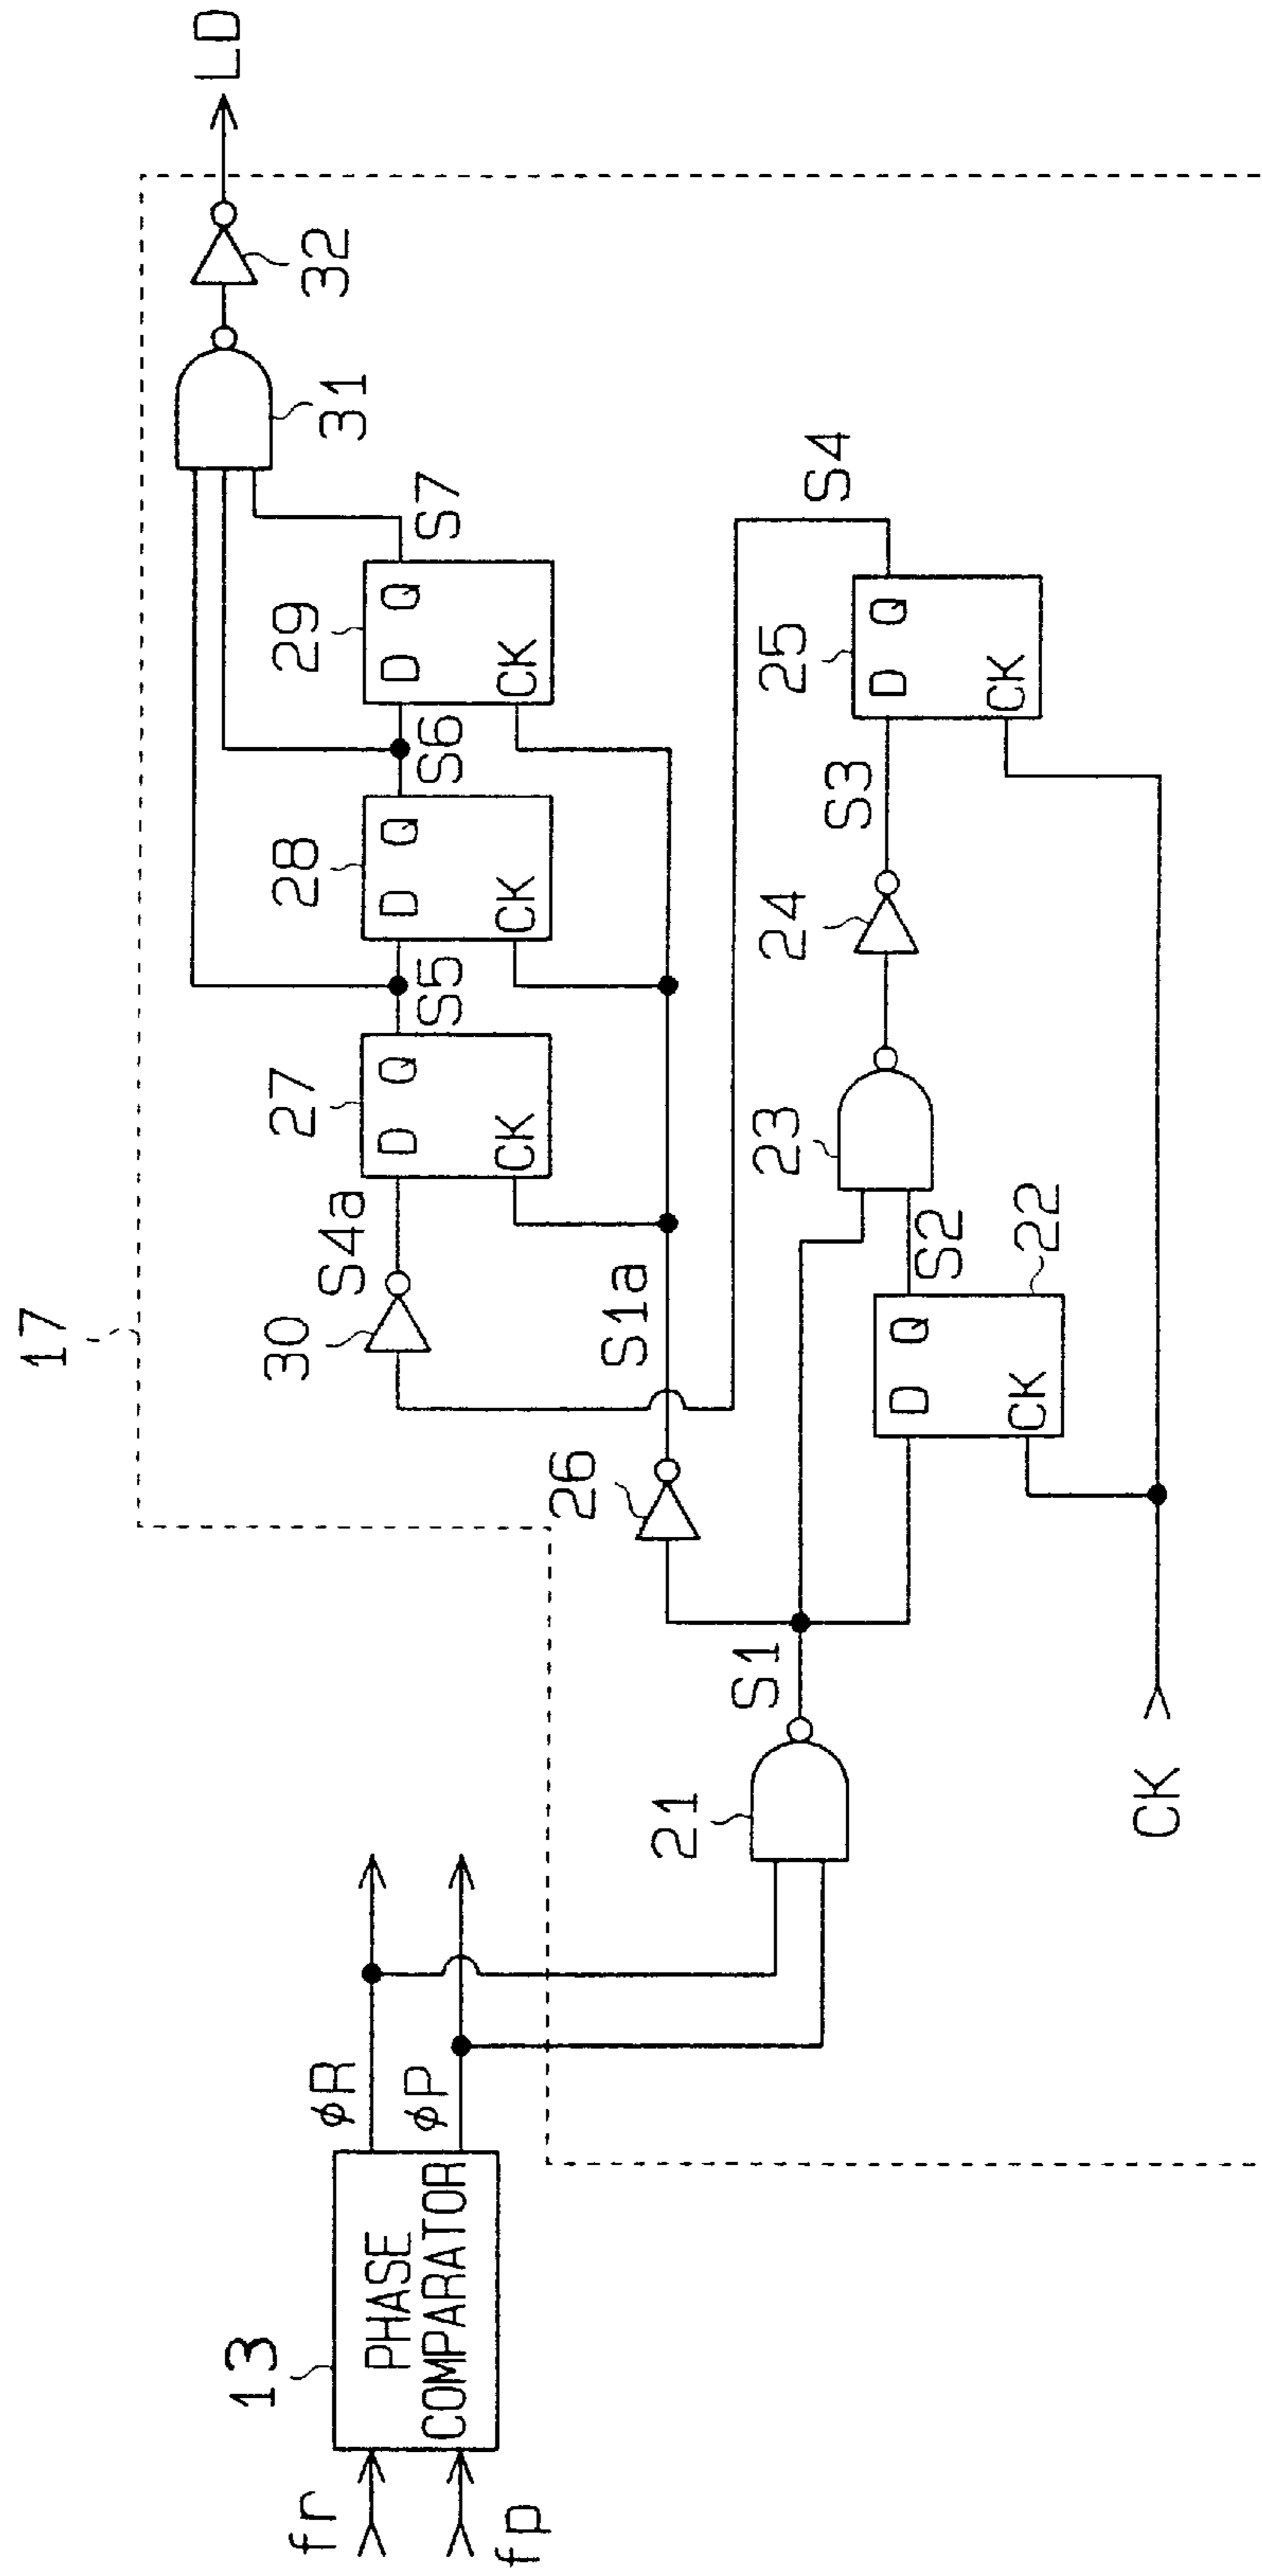 17
13
fr
fp
PHASE
COMPARATOR
φR
φP
21
S1
CK
26
S1a
30
S4a
27
D Q
CK
S5
28
D Q
CK
S6
29
D Q
CK
S7
31
32
LD
22
D Q
CK
S2
23
24
S3
25
D Q
CK
S4